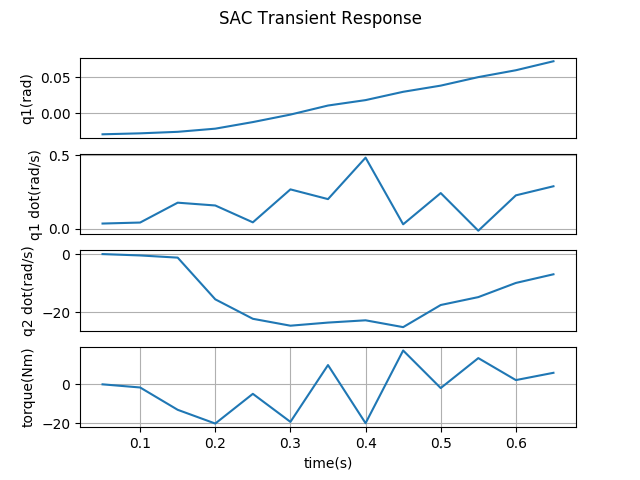 SAC Transient Response
q1(rad)
0.05
0.00
q1 dot(rad/s)
0.5
0.0
q2 dot(rad/s)
0
−20
torque(Nm)
0
−20
0.1 0.2 0.3 0.4 0.5 0.6
time(s)